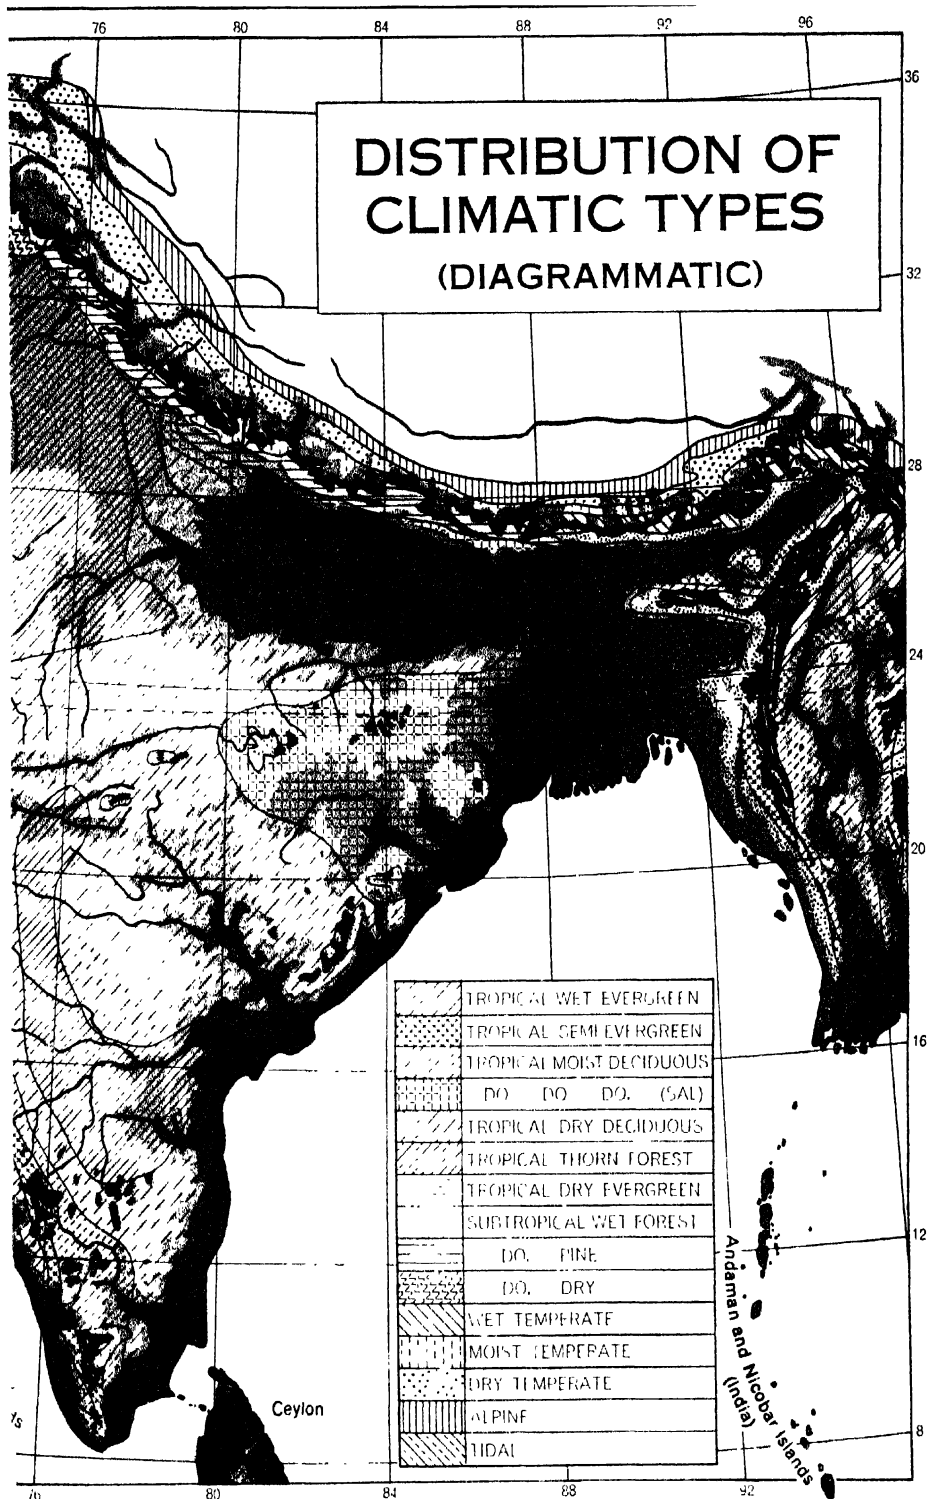 76 80 84 88 92 96
36
DISTRIBUTION OF
CLIMATIC TYPES
(DIAGRAMMATIC)
32
28
24
20
TROPICAL WET EVERGREEN
TROPICAL SEMI EVERGREEN
16
TROPICAL MOIST DECIDUOUS
DO DO DO. (SAL)
TROPICAL DRY DECIDUOUS
TROPICAL THORN FOREST
TROPICAL DRY EVERGREEN
SUBTROPICAL WET FOREST
12
DO. PINE
DO. DRY
WET TEMPERATE
MOIST TEMPERATE
DRY TEMPERATE
ALPINE
TIDAL
Andaman and Nicobar Islands
(India)
Ceylon
8
80 84 88 92